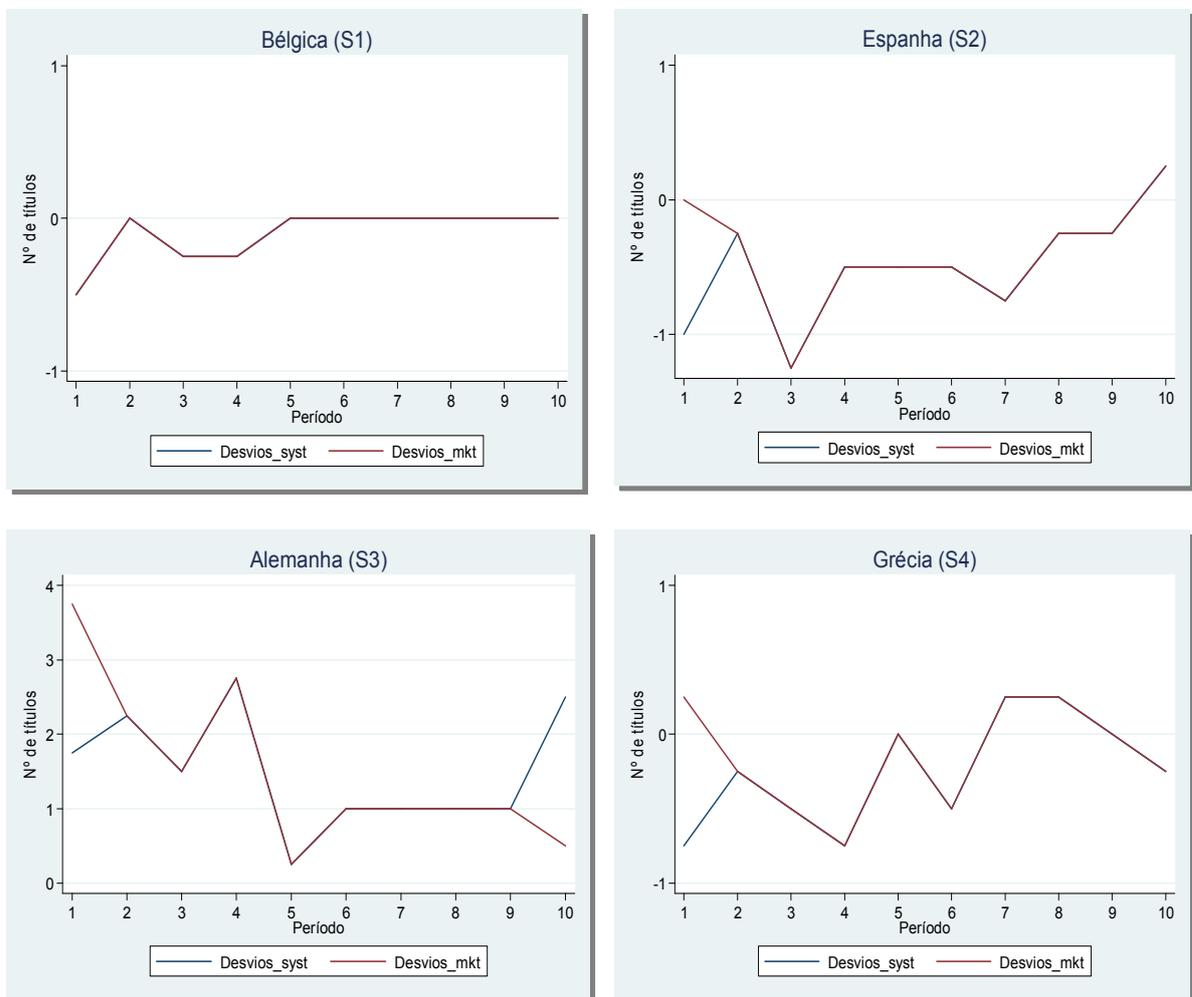 Bélgica (S1)
Nº de títulos
1
0
-1
1 2 3 4 5 6 7 8 9 10
Período
Desvios_syst Desvios_mkt
Espanha (S2)
Nº de títulos
1
0
-1
1 2 3 4 5 6 7 8 9 10
Período
Desvios_syst Desvios_mkt
Alemanha (S3)
Nº de títulos
4
3
2
1
0
1 2 3 4 5 6 7 8 9 10
Período
Desvios_syst Desvios_mkt
Grécia (S4)
Nº de títulos
1
0
-1
1 2 3 4 5 6 7 8 9 10
Período
Desvios_syst Desvios_mkt